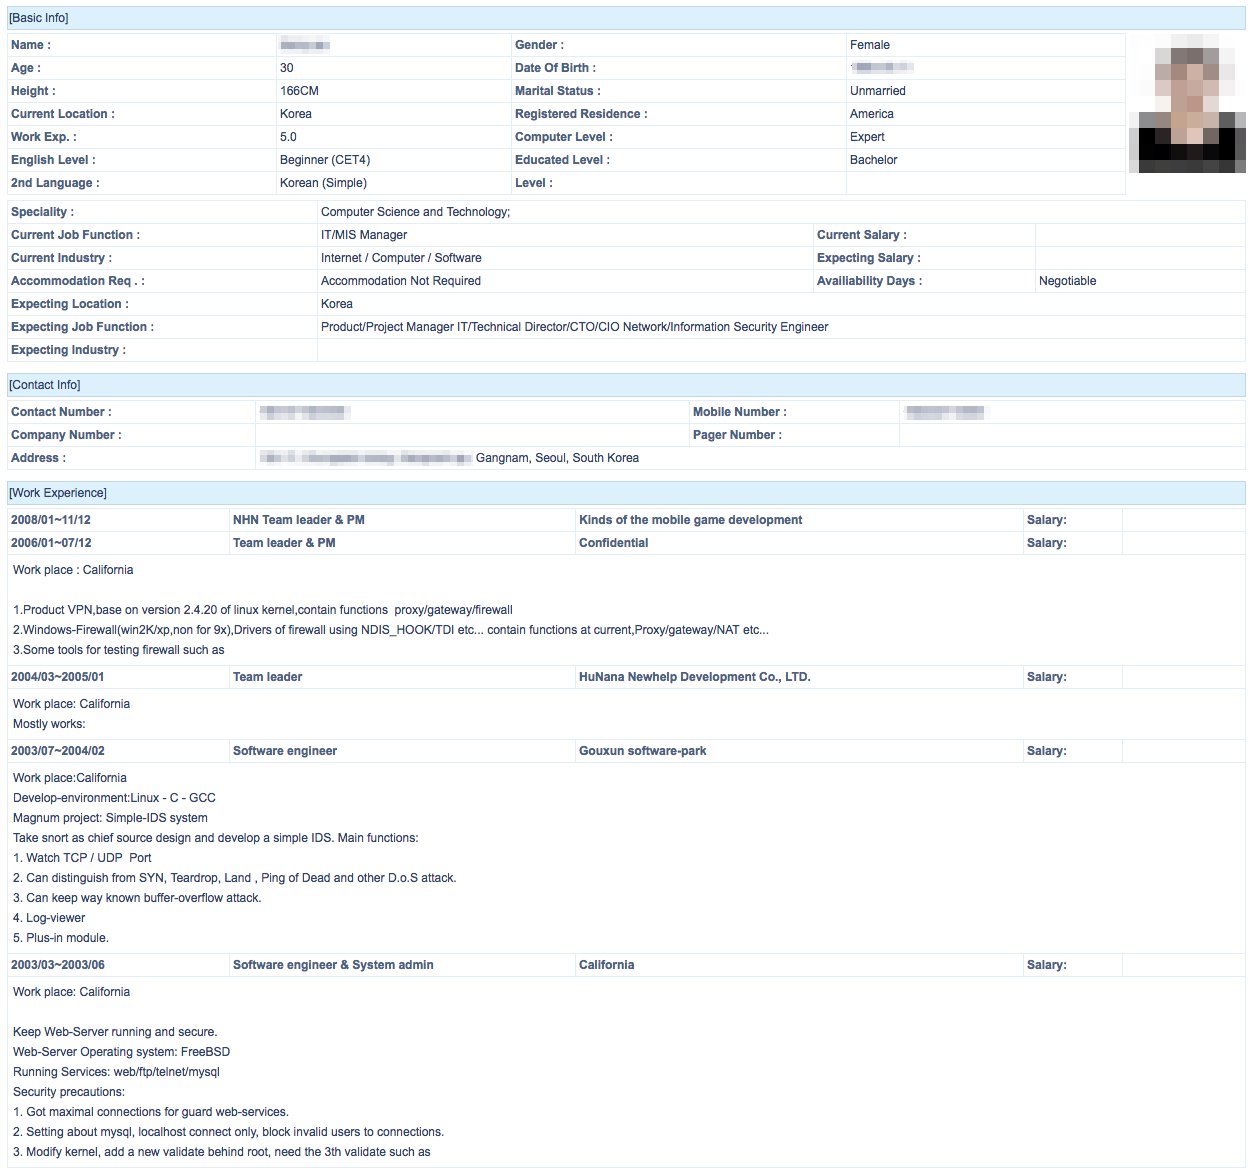 [Basic Info]
Name : Gender : Female
Age : 30 Date Of Birth :
Height : 166CM Marital Status : Unmarried
Current Location : Korea Registered Residence : America
Work Exp. : 5.0 Computer Level : Expert
English Level : Beginner (CET4) Educated Level : Bachelor
2nd Language : Korean (Simple) Level :
Speciality : Computer Science and Technology;
Current Job Function : IT/MIS Manager Current Salary :
Current Industry : Internet / Computer / Software Expecting Salary :
Accommodation Req . : Accommodation Not Required Availiability Days : Negotiable
Expecting Location : Korea
Expecting Job Function : Product/Project Manager IT/Technical Director/CTO/CIO Network/Information Security Engineer
Expecting Industry :
[Contact Info]
Contact Number : Mobile Number :
Company Number : Pager Number :
Address : Gangnam, Seoul, South Korea
[Work Experience]
2008/01~11/12 NHN Team leader & PM Kinds of the mobile game development Salary:
2006/01~07/12 Team leader & PM Confidential Salary:
Work place : California
1.Product VPN,base on version 2.4.20 of linux kernel,contain functions proxy/gateway/firewall
2.Windows-Firewall(win2K/xp,non for 9x),Drivers of firewall using NDIS_HOOK/TDI etc... contain functions at current,Proxy/gateway/NAT etc...
3.Some tools for testing firewall such as
2004/03~2005/01 Team leader HuNana Newhelp Development Co., LTD. Salary:
Work place: California
Mostly works:
2003/07~2004/02 Software engineer Gouxun software-park Salary:
Work place:California
Develop-environment:Linux - C - GCC
Magnum project: Simple-IDS system
Take snort as chief source design and develop a simple IDS. Main functions:
1. Watch TCP / UDP Port
2. Can distinguish from SYN, Teardrop, Land , Ping of Dead and other D.o.S attack.
3. Can keep way known buffer-overflow attack.
4. Log-viewer
5. Plus-in module.
2003/03~2003/06 Software engineer & System admin California Salary:
Work place: California
Keep Web-Server running and secure.
Web-Server Operating system: FreeBSD
Running Services: web/ftp/telnet/mysql
Security precautions:
1. Got maximal connections for guard web-services.
2. Setting about mysql, localhost connect only, block invalid users to connections.
3. Modify kernel, add a new validate behind root, need the 3th validate such as